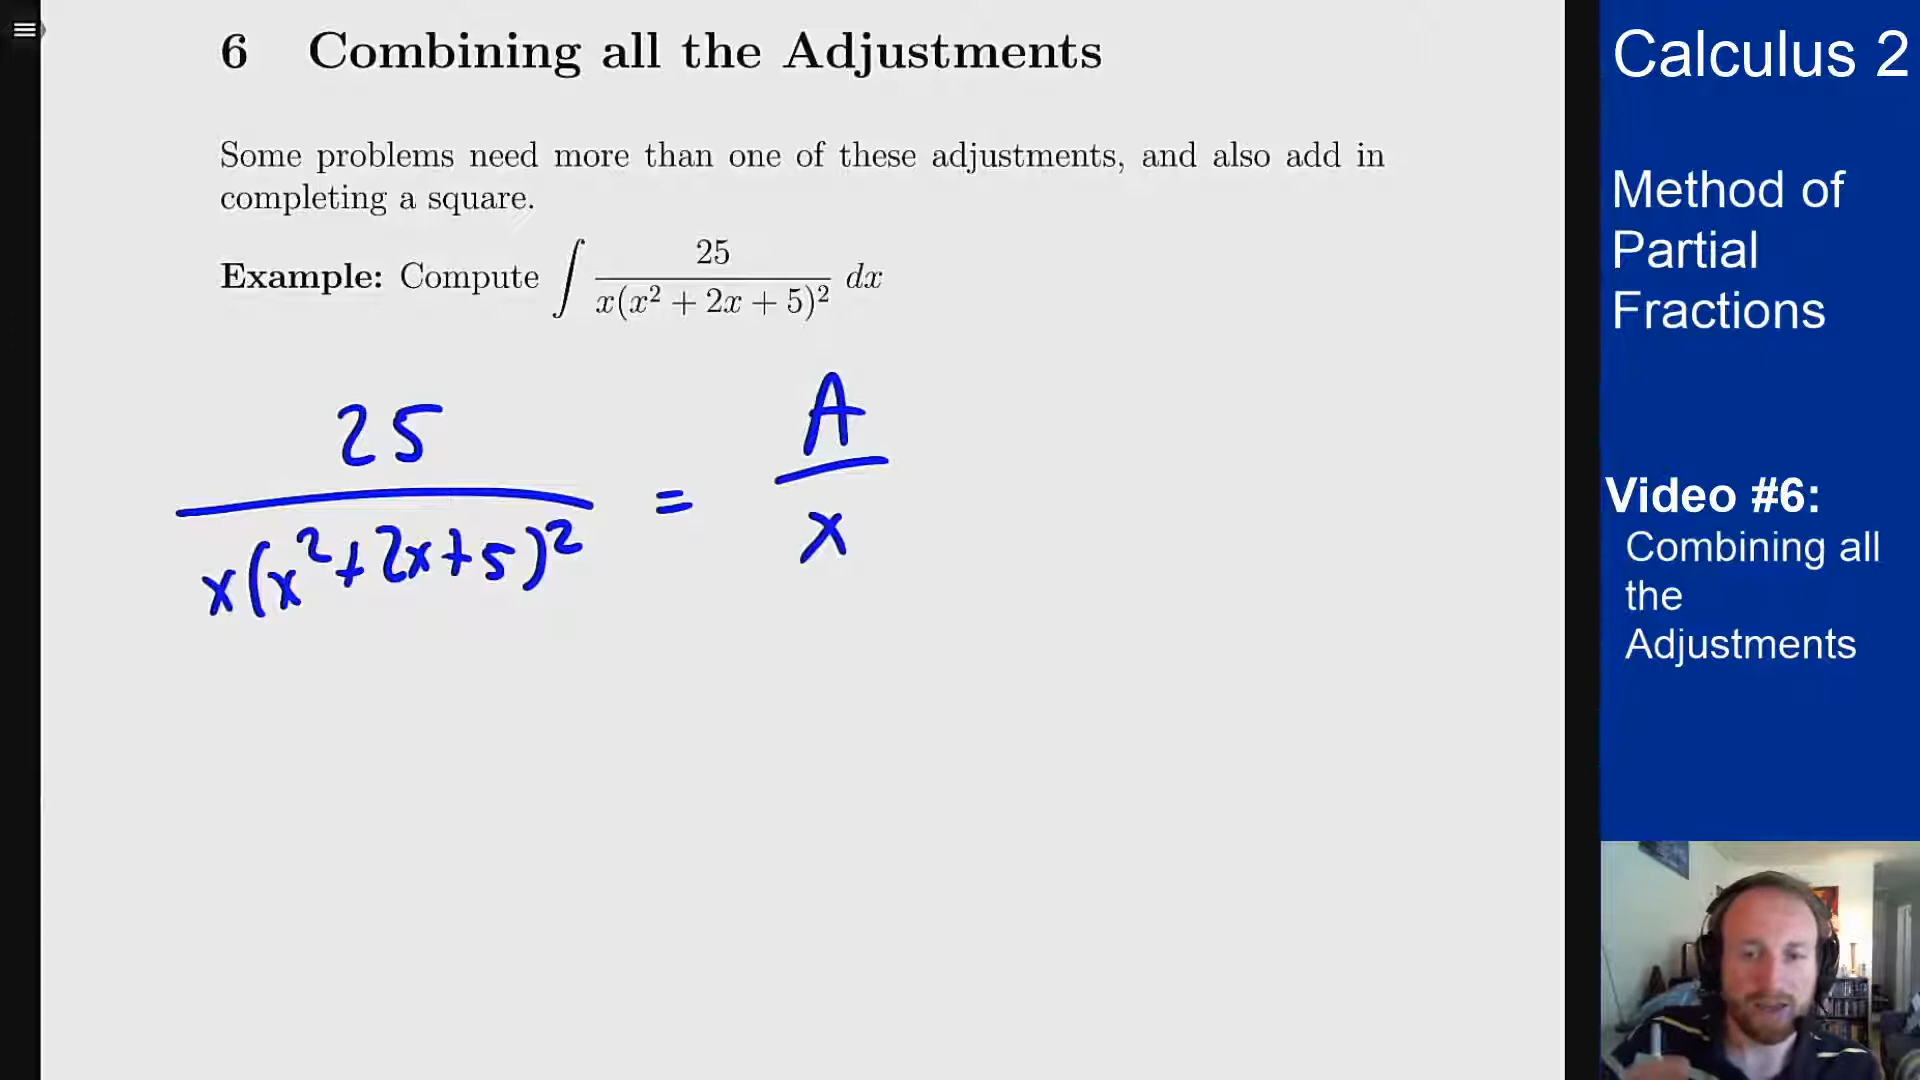 6 Combining all the Adjustments
Some problems need more than one of these adjustments, and also add in
completing a square.
Example: Compute ∫ 25 / x(x² + 2x + 5)² dx
25 / x(x²+2x+5)² = A / x
Calculus 2
Method of
Partial
Fractions
Video #6:
Combining all
the
Adjustments